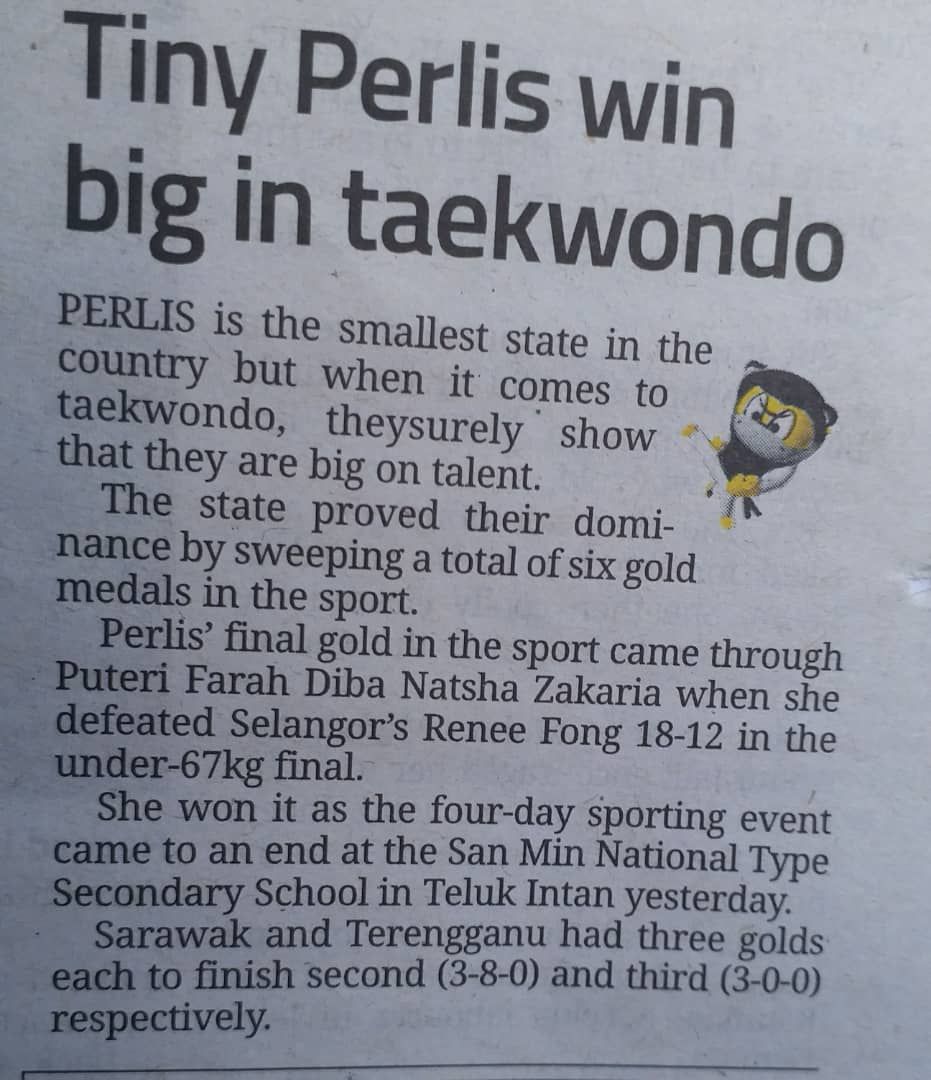 Tiny Perlis win
big in taekwondo
PERLIS is the smallest state in the
country but when it comes to
taekwondo, theysurely show
that they are big on talent.
The state proved their domi-
nance by sweeping a total of six gold
medals in the sport.
Perlis’ final gold in the sport came through
Puteri Farah Diba Natsha Zakaria when she
defeated Selangor’s Renee Fong 18-12 in the
under-67kg final.
She won it as the four-day sporting event
came to an end at the San Min National Type
Secondary School in Teluk Intan yesterday.
Sarawak and Terengganu had three golds
each to finish second (3-8-0) and third (3-0-0)
respectively.